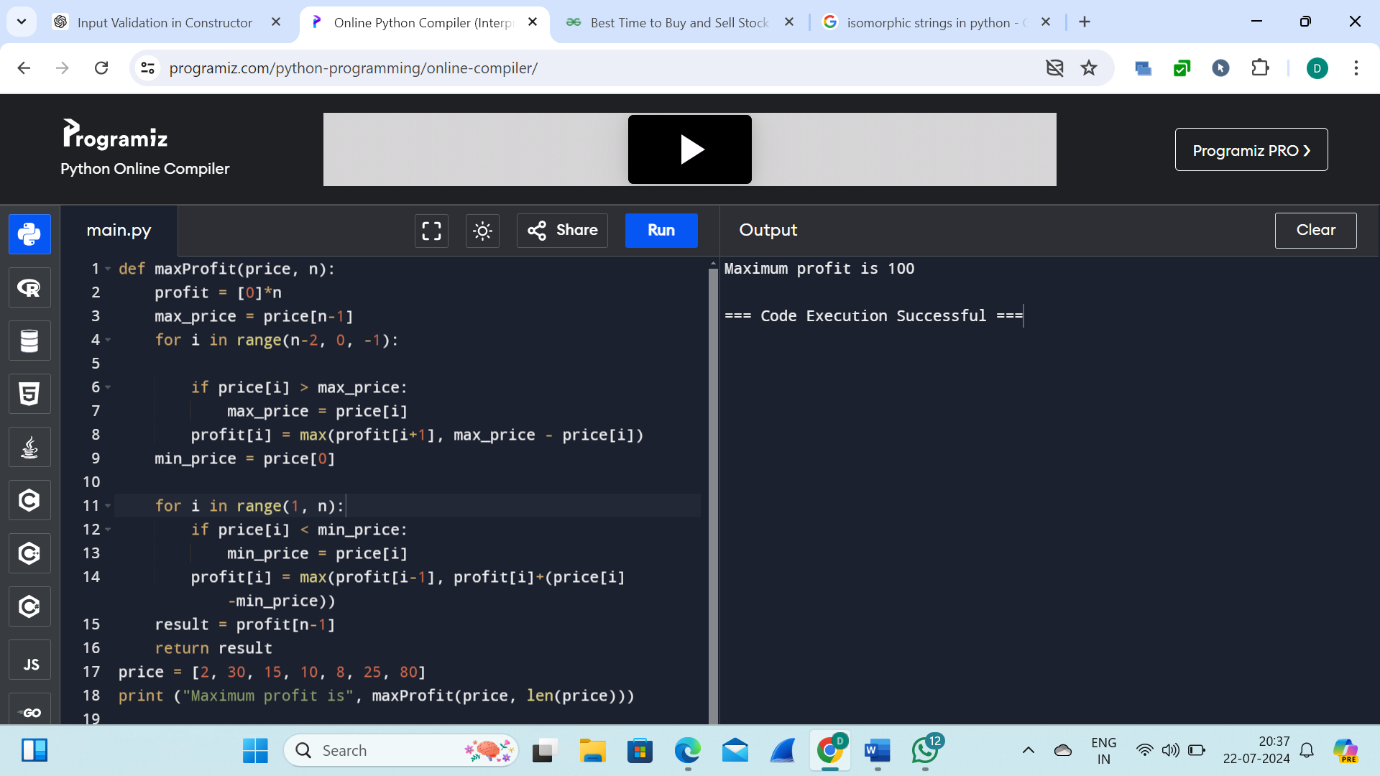 Input Validation in Constructor
Online Python Compiler (Interp
Best Time to Buy and Sell Stock
isomorphic strings in python - G
programiz.com/python-programming/online-compiler/
D
Programiz
Python Online Compiler
Programiz PRO ❯
main.py
Share
Run
Output
Clear
1 def maxProfit(price, n):
2     profit = [0]*n
3     max_price = price[n-1]
4     for i in range(n-2, 0, -1):
5
6         if price[i] > max_price:
7             max_price = price[i]
8         profit[i] = max(profit[i+1], max_price - price[i])
9     min_price = price[0]
10
11     for i in range(1, n):
12         if price[i] < min_price:
13             min_price = price[i]
14         profit[i] = max(profit[i-1], profit[i]+(price[i]
            -min_price))
15     result = profit[n-1]
16     return result
17 price = [2, 30, 15, 10, 8, 25, 80]
18 print ("Maximum profit is", maxProfit(price, len(price)))
19
Maximum profit is 100
=== Code Execution Successful ===
R
5
C
C
C
JS
GO
Search
D
W
12
ENG
IN
20:37
22-07-2024
PRE